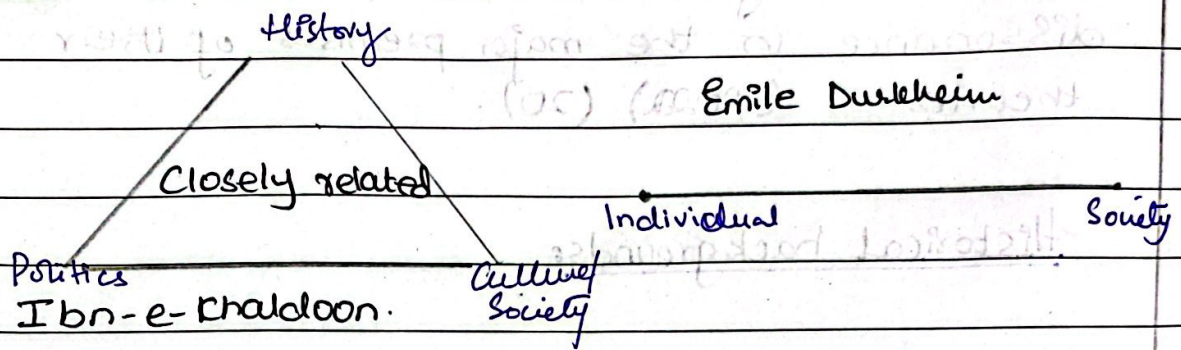 History
Emile Durkheim
Closely related
Individual
Society
Politics
Culture/
Society
Ibn-e-Khaldoon.